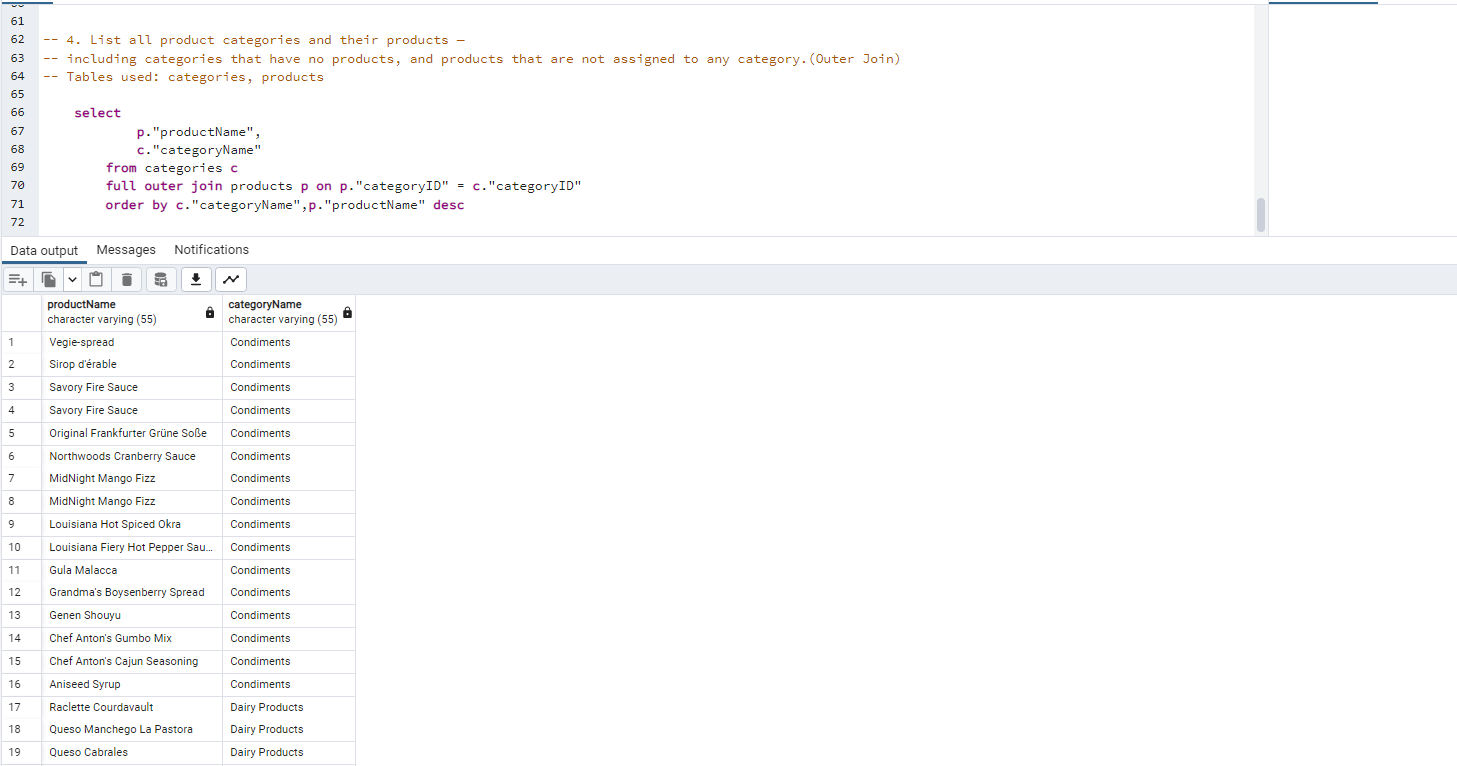 61
62 -- 4. List all product categories and their products —
63 -- including categories that have no products, and products that are not assigned to any category.(Outer Join)
64 -- Tables used: categories, products
65
66 select
67 p."productName",
68 c."categoryName"
69 from categories c
70 full outer join products p on p."categoryID" = c."categoryID"
71 order by c."categoryName",p."productName" desc
72
Data output Messages Notifications
productName categoryName
character varying (55) character varying (55)
1 Vegie-spread Condiments
2 Sirop d'érable Condiments
3 Savory Fire Sauce Condiments
4 Savory Fire Sauce Condiments
5 Original Frankfurter Grüne Soße Condiments
6 Northwoods Cranberry Sauce Condiments
7 MidNight Mango Fizz Condiments
8 MidNight Mango Fizz Condiments
9 Louisiana Hot Spiced Okra Condiments
10 Louisiana Fiery Hot Pepper Sau... Condiments
11 Gula Malacca Condiments
12 Grandma's Boysenberry Spread Condiments
13 Genen Shouyu Condiments
14 Chef Anton's Gumbo Mix Condiments
15 Chef Anton's Cajun Seasoning Condiments
16 Aniseed Syrup Condiments
17 Raclette Courdavault Dairy Products
18 Queso Manchego La Pastora Dairy Products
19 Queso Cabrales Dairy Products